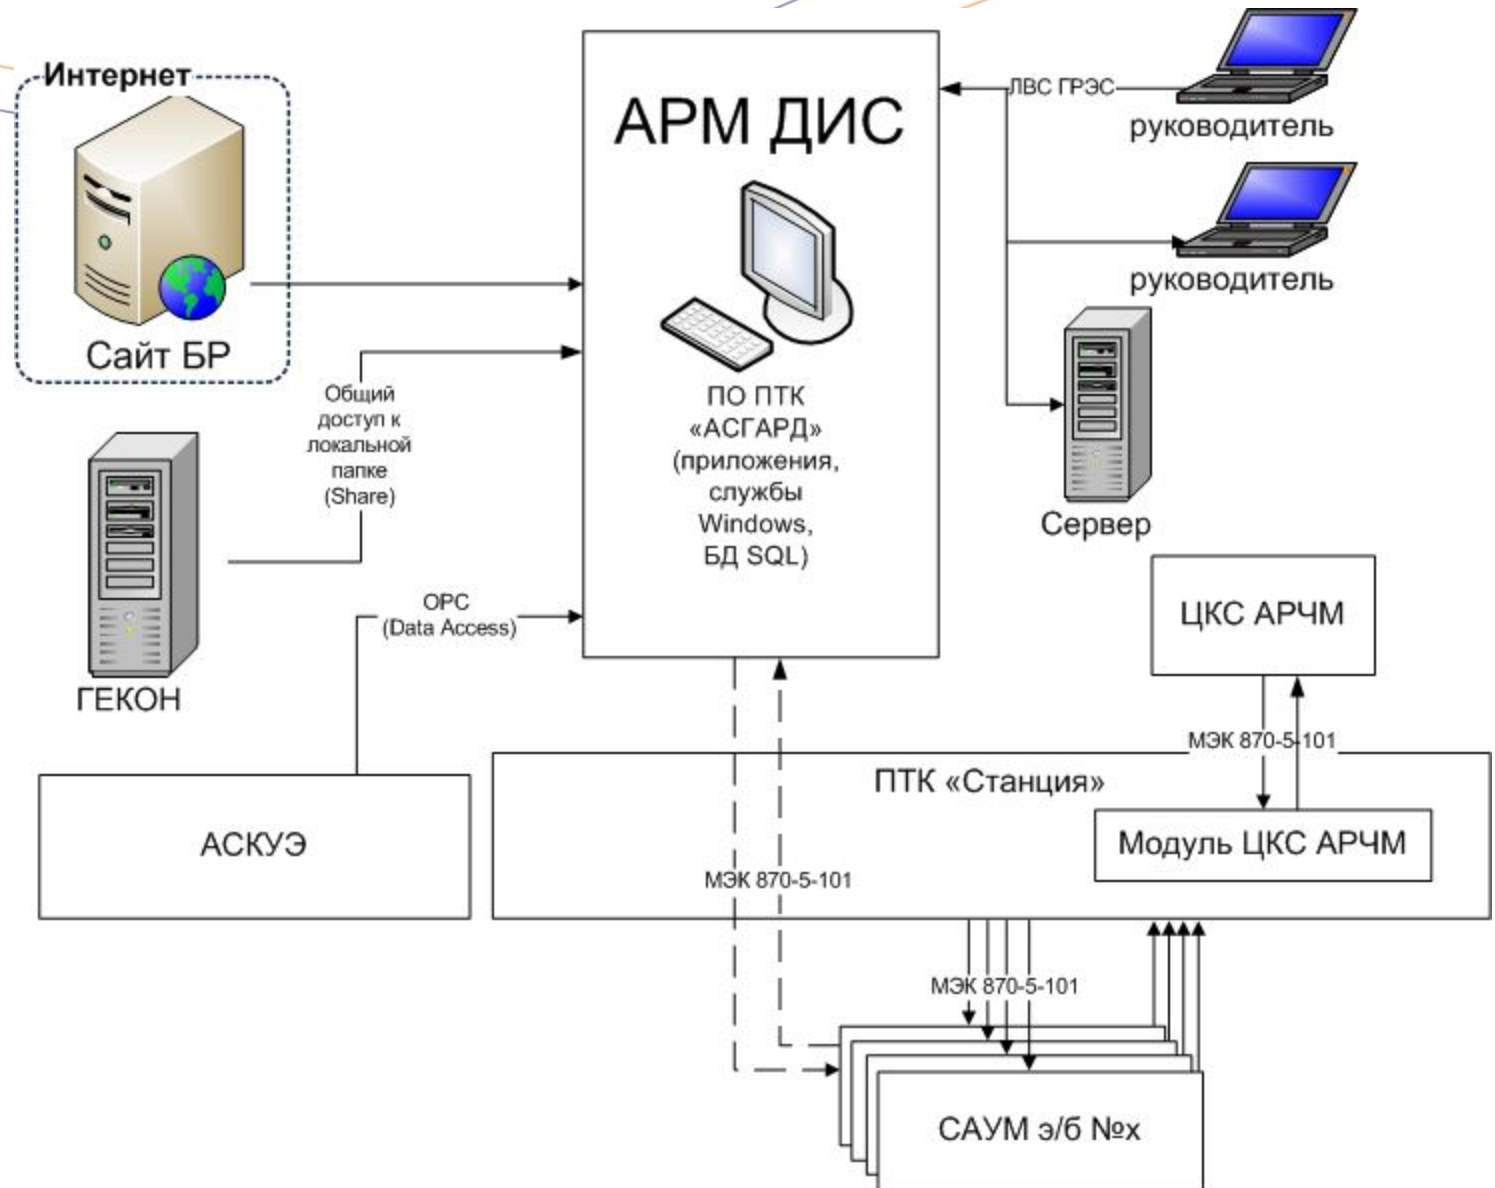 Интернет
Сайт БР
АРМ ДИС
ПО ПТК
«АСГАРД»
(приложения,
службы
Windows,
БД SQL)
ЛВС ГРЭС
руководитель
руководитель
Сервер
Общий
доступ к
локальной
папке
(Share)
ГЕКОН
OPC
(Data Access)
АСКУЭ
ЦКС АРЧМ
МЭК 870-5-101
ПТК «Станция»
Модуль ЦКС АРЧМ
МЭК 870-5-101
МЭК 870-5-101
САУМ э/б №х